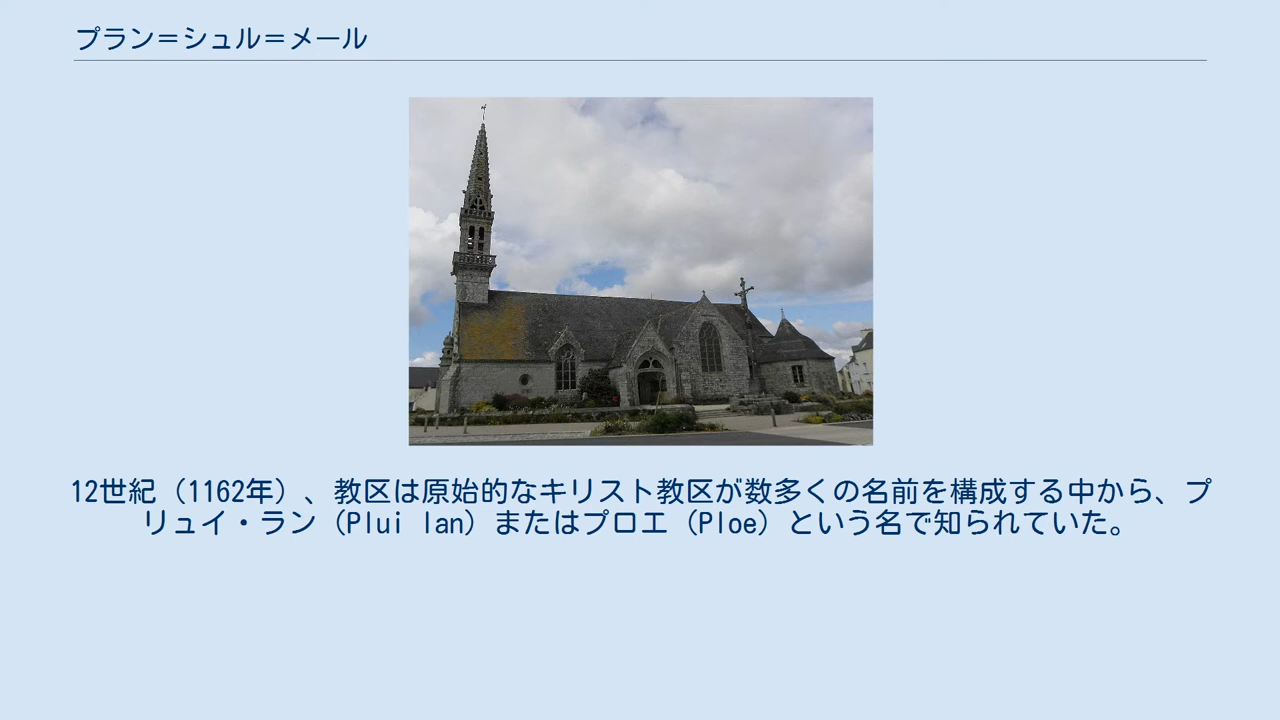 プラン＝シュル＝メール
12世紀（1162年）、教区は原始的なキリスト教区が数多くの名前を構成する中から、プ
リュイ・ラン（Plui lan）またはプロエ（Ploe）という名で知られていた。